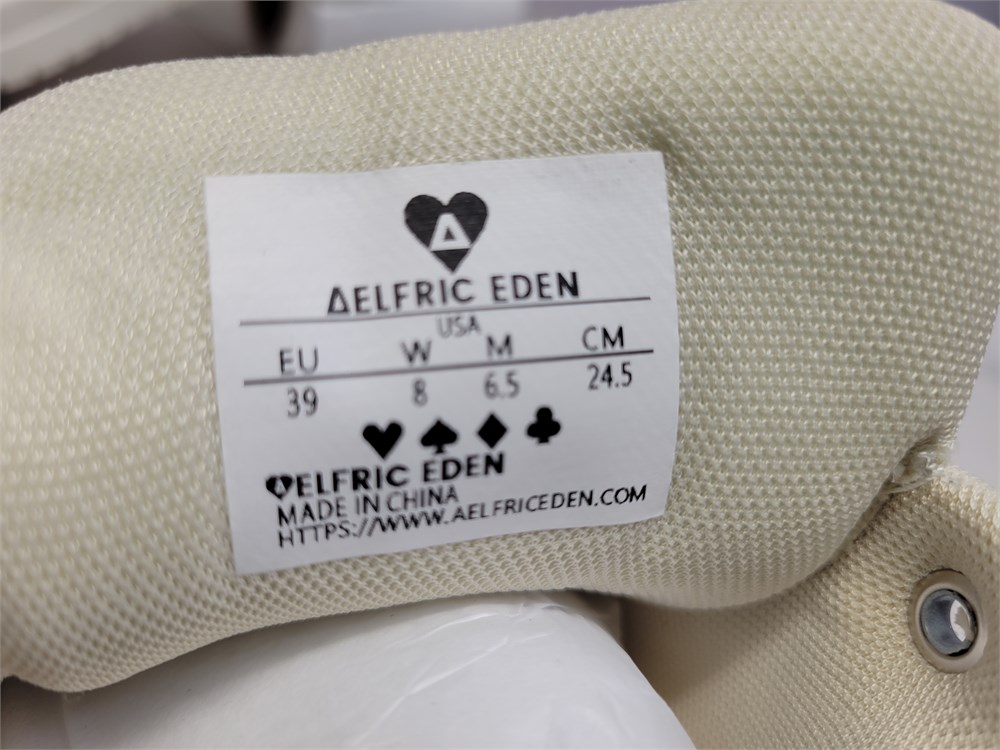 ΔELFRIC EDEN
USA
EU W M CM
39 8 6.5 24.5
AELFRIC EDEN
MADE IN CHINA
HTTPS://WWW.AELFRICEDEN.COM